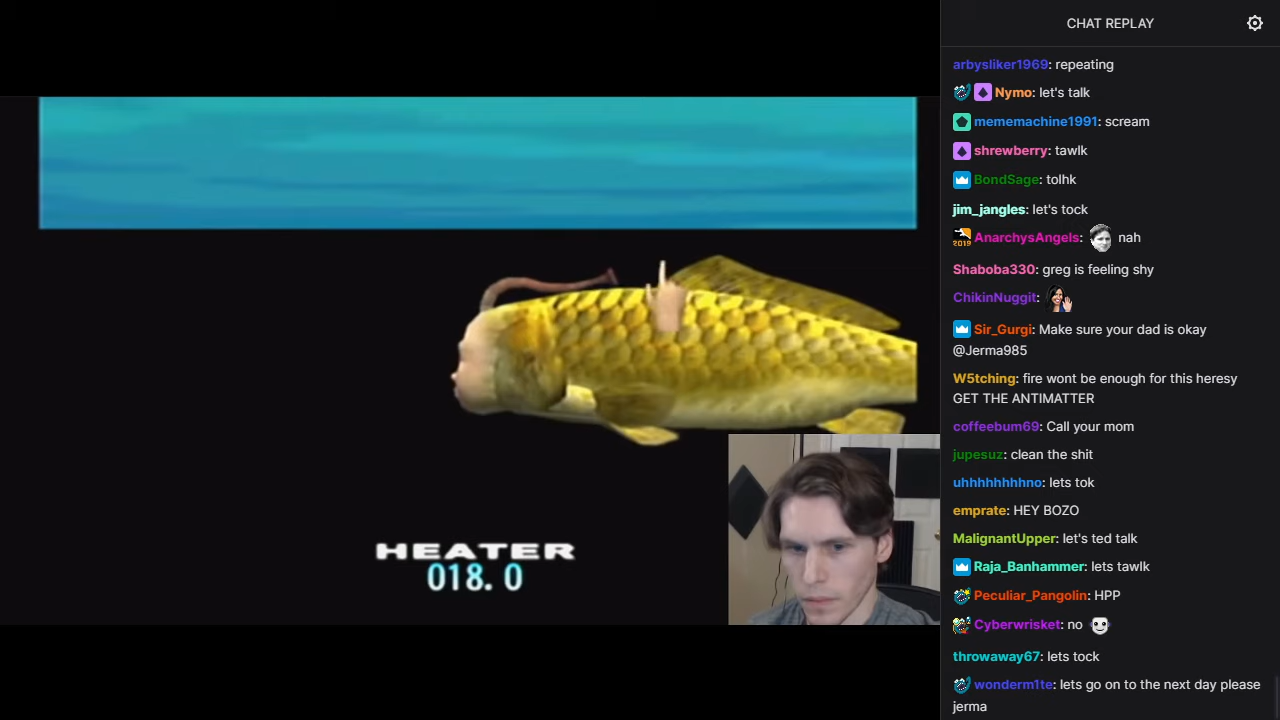 CHAT REPLAY
arbysliker1969: repeating
Nymo: let's talk
mememachine1991: scream
shrewberry: tawlk
BondSage: tolhk
jim_jangles: let's tock
2019 AnarchysAngels: nah
Shaboba330: greg is feeling shy
ChikinNuggit:
Sir_Gurgi: Make sure your dad is okay
@Jerma985
W5tching: fire wont be enough for this heresy
GET THE ANTIMATTER
coffeebum69: Call your mom
jupesuz: clean the shit
uhhhhhhhhno: lets tok
emprate: HEY BOZO
MalignantUpper: let's ted talk
Raja_Banhammer: lets tawlk
Peculiar_Pangolin: HPP
Cyberwrisket: no
throwaway67: lets tock
wonderm1te: lets go on to the next day please
jerma
HEATER
018. 0